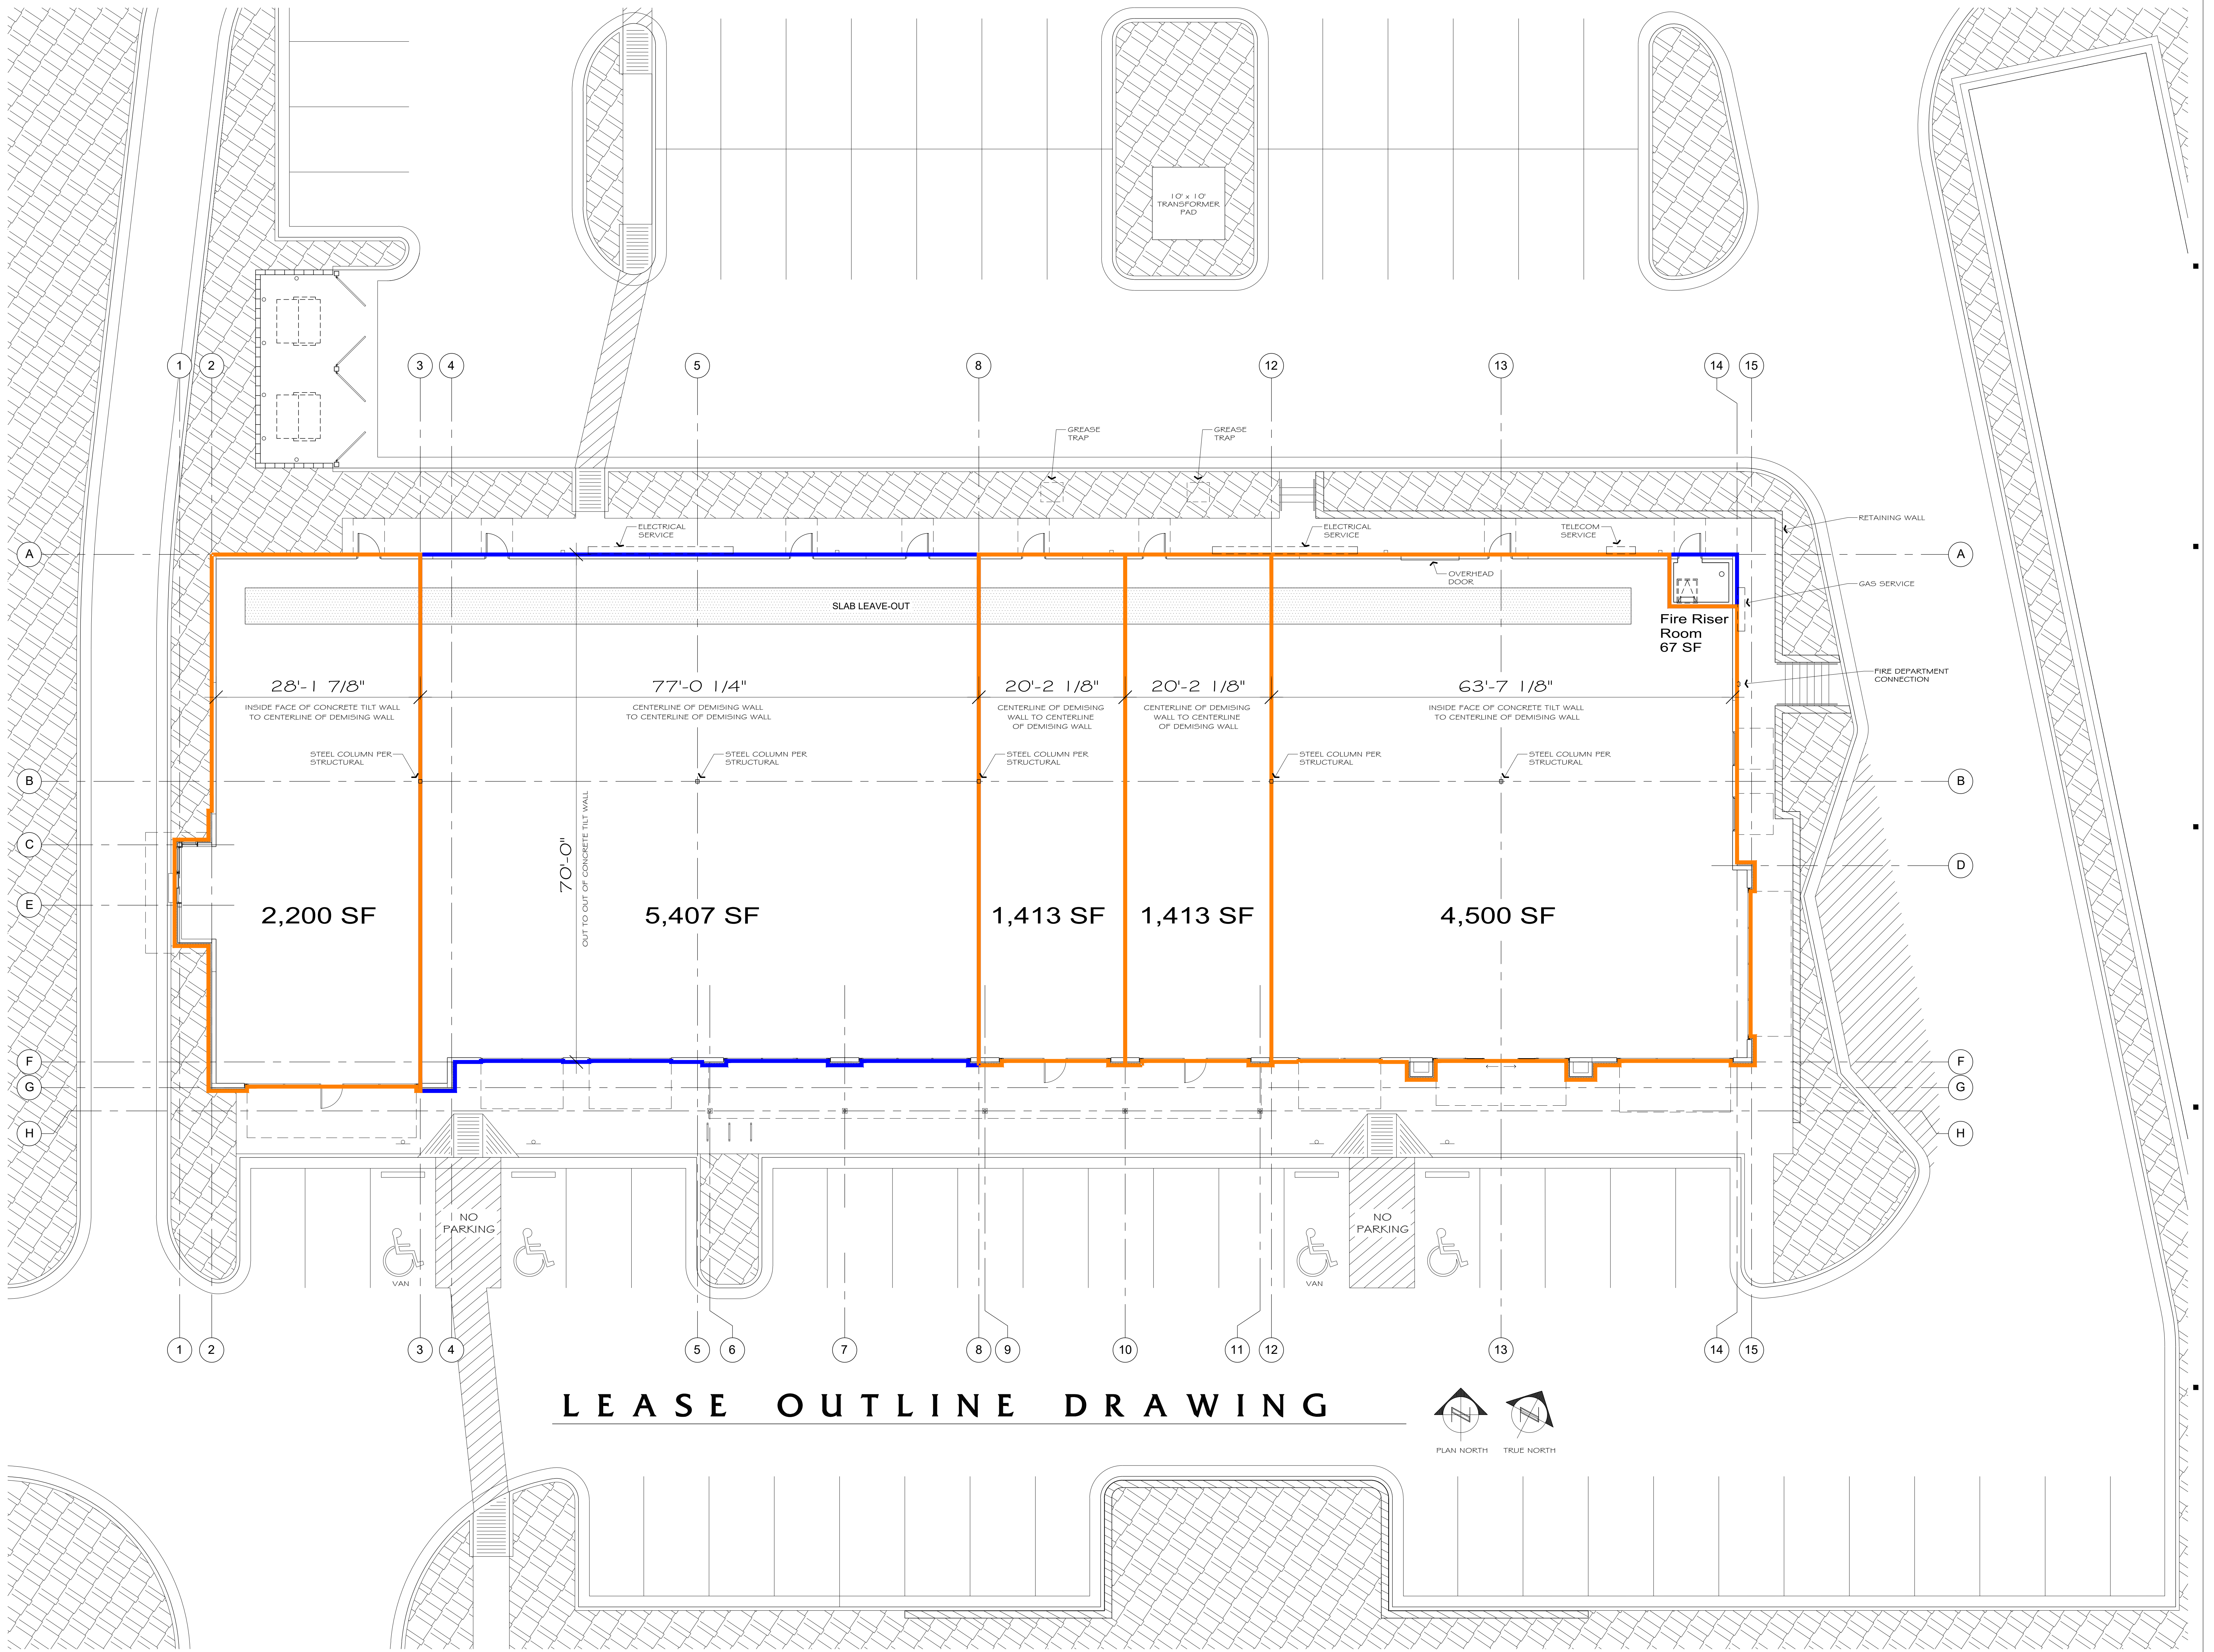 10' x 10'
TRANSFORMER
PAD
1
2
3
4
5
8
12
13
14
15
GREASE
TRAP
GREASE
TRAP
ELECTRICAL
SERVICE
ELECTRICAL
SERVICE
TELECOM
SERVICE
RETAINING WALL
A
A
OVERHEAD
DOOR
GAS SERVICE
SLAB LEAVE-OUT
Fire Riser
Room
67 SF
FIRE DEPARTMENT
CONNECTION
28'-1 7/8"
INSIDE FACE OF CONCRETE TILT WALL
TO CENTERLINE OF DEMISING WALL
77'-0 1/4"
CENTERLINE OF DEMISING WALL
TO CENTERLINE OF DEMISING WALL
20'-2 1/8"
CENTERLINE OF DEMISING
WALL TO CENTERLINE
OF DEMISING WALL
20'-2 1/8"
CENTERLINE OF DEMISING
WALL TO CENTERLINE
OF DEMISING WALL
63'-7 1/8"
INSIDE FACE OF CONCRETE TILT WALL
TO CENTERLINE OF DEMISING WALL
STEEL COLUMN PER
STRUCTURAL
STEEL COLUMN PER
STRUCTURAL
STEEL COLUMN PER
STRUCTURAL
STEEL COLUMN PER
STRUCTURAL
STEEL COLUMN PER
STRUCTURAL
B
B
70'-0"
OUT TO OUT OF CONCRETE TILT WALL
C
D
E
2,200 SF
5,407 SF
1,413 SF
1,413 SF
4,500 SF
F
F
G
G
H
H
NO
PARKING
VAN
NO
PARKING
VAN
1
2
3
4
5
6
7
8
9
10
11
12
13
14
15
LEASE OUTLINE DRAWING
PLAN NORTH
TRUE NORTH